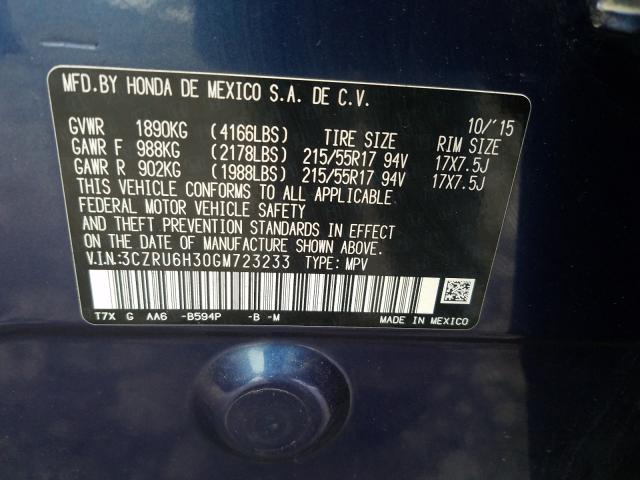 MFD.BY HONDA DE MEXICO S.A. DE C.V.
10/'15
GVWR 1890KG (4166LBS) TIRE SIZE RIM SIZE
GAWR F 988KG (2178LBS) 215/55R17 94V 17X7.5J
GAWR R 902KG (1988LBS) 215/55R17 94V 17X7.5J
THIS VEHICLE CONFORMS TO ALL APPLICABLE
FEDERAL MOTOR VEHICLE SAFETY
AND THEFT PREVENTION STANDARDS IN EFFECT
ON THE DATE OF MANUFACTURE SHOWN ABOVE.
V.I.N.:3CZRU6H30GM723233 TYPE: MPV
T7X G AA6 -B594P -B -M MADE IN MEXICO